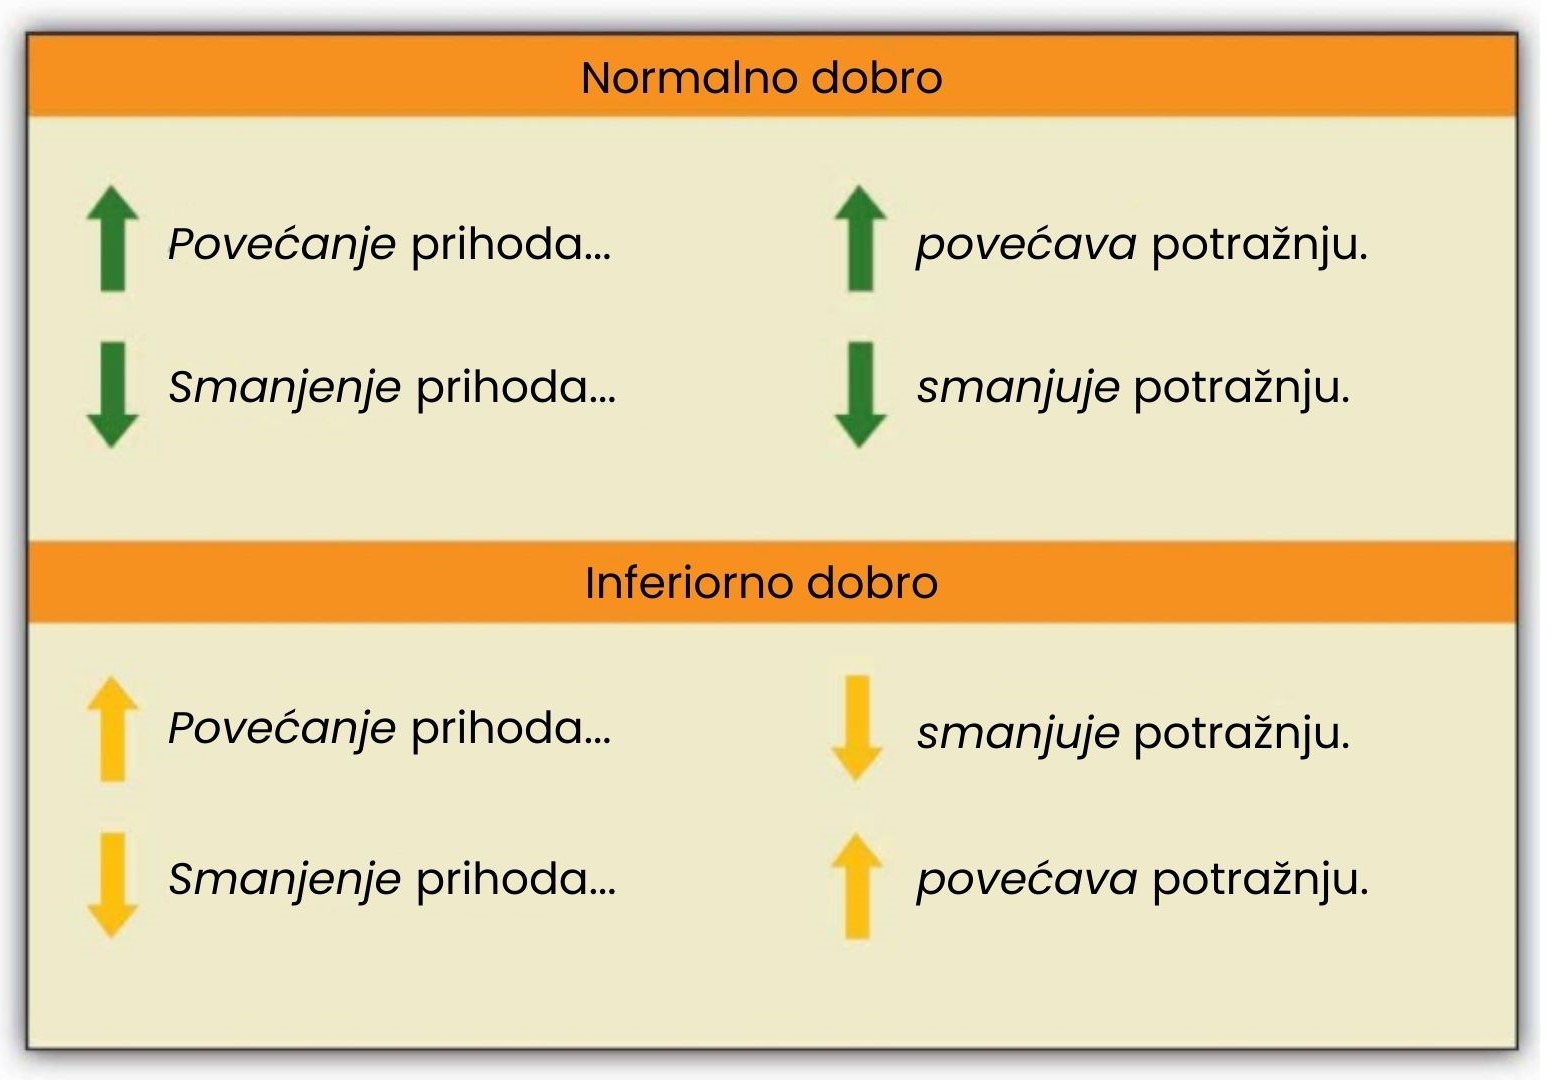 Normalno dobro
Povećanje prihoda... povećava potražnju.
Smanjenje prihoda... smanjuje potražnju.
Inferiorno dobro
Povećanje prihoda... smanjuje potražnju.
Smanjenje prihoda... povećava potražnju.